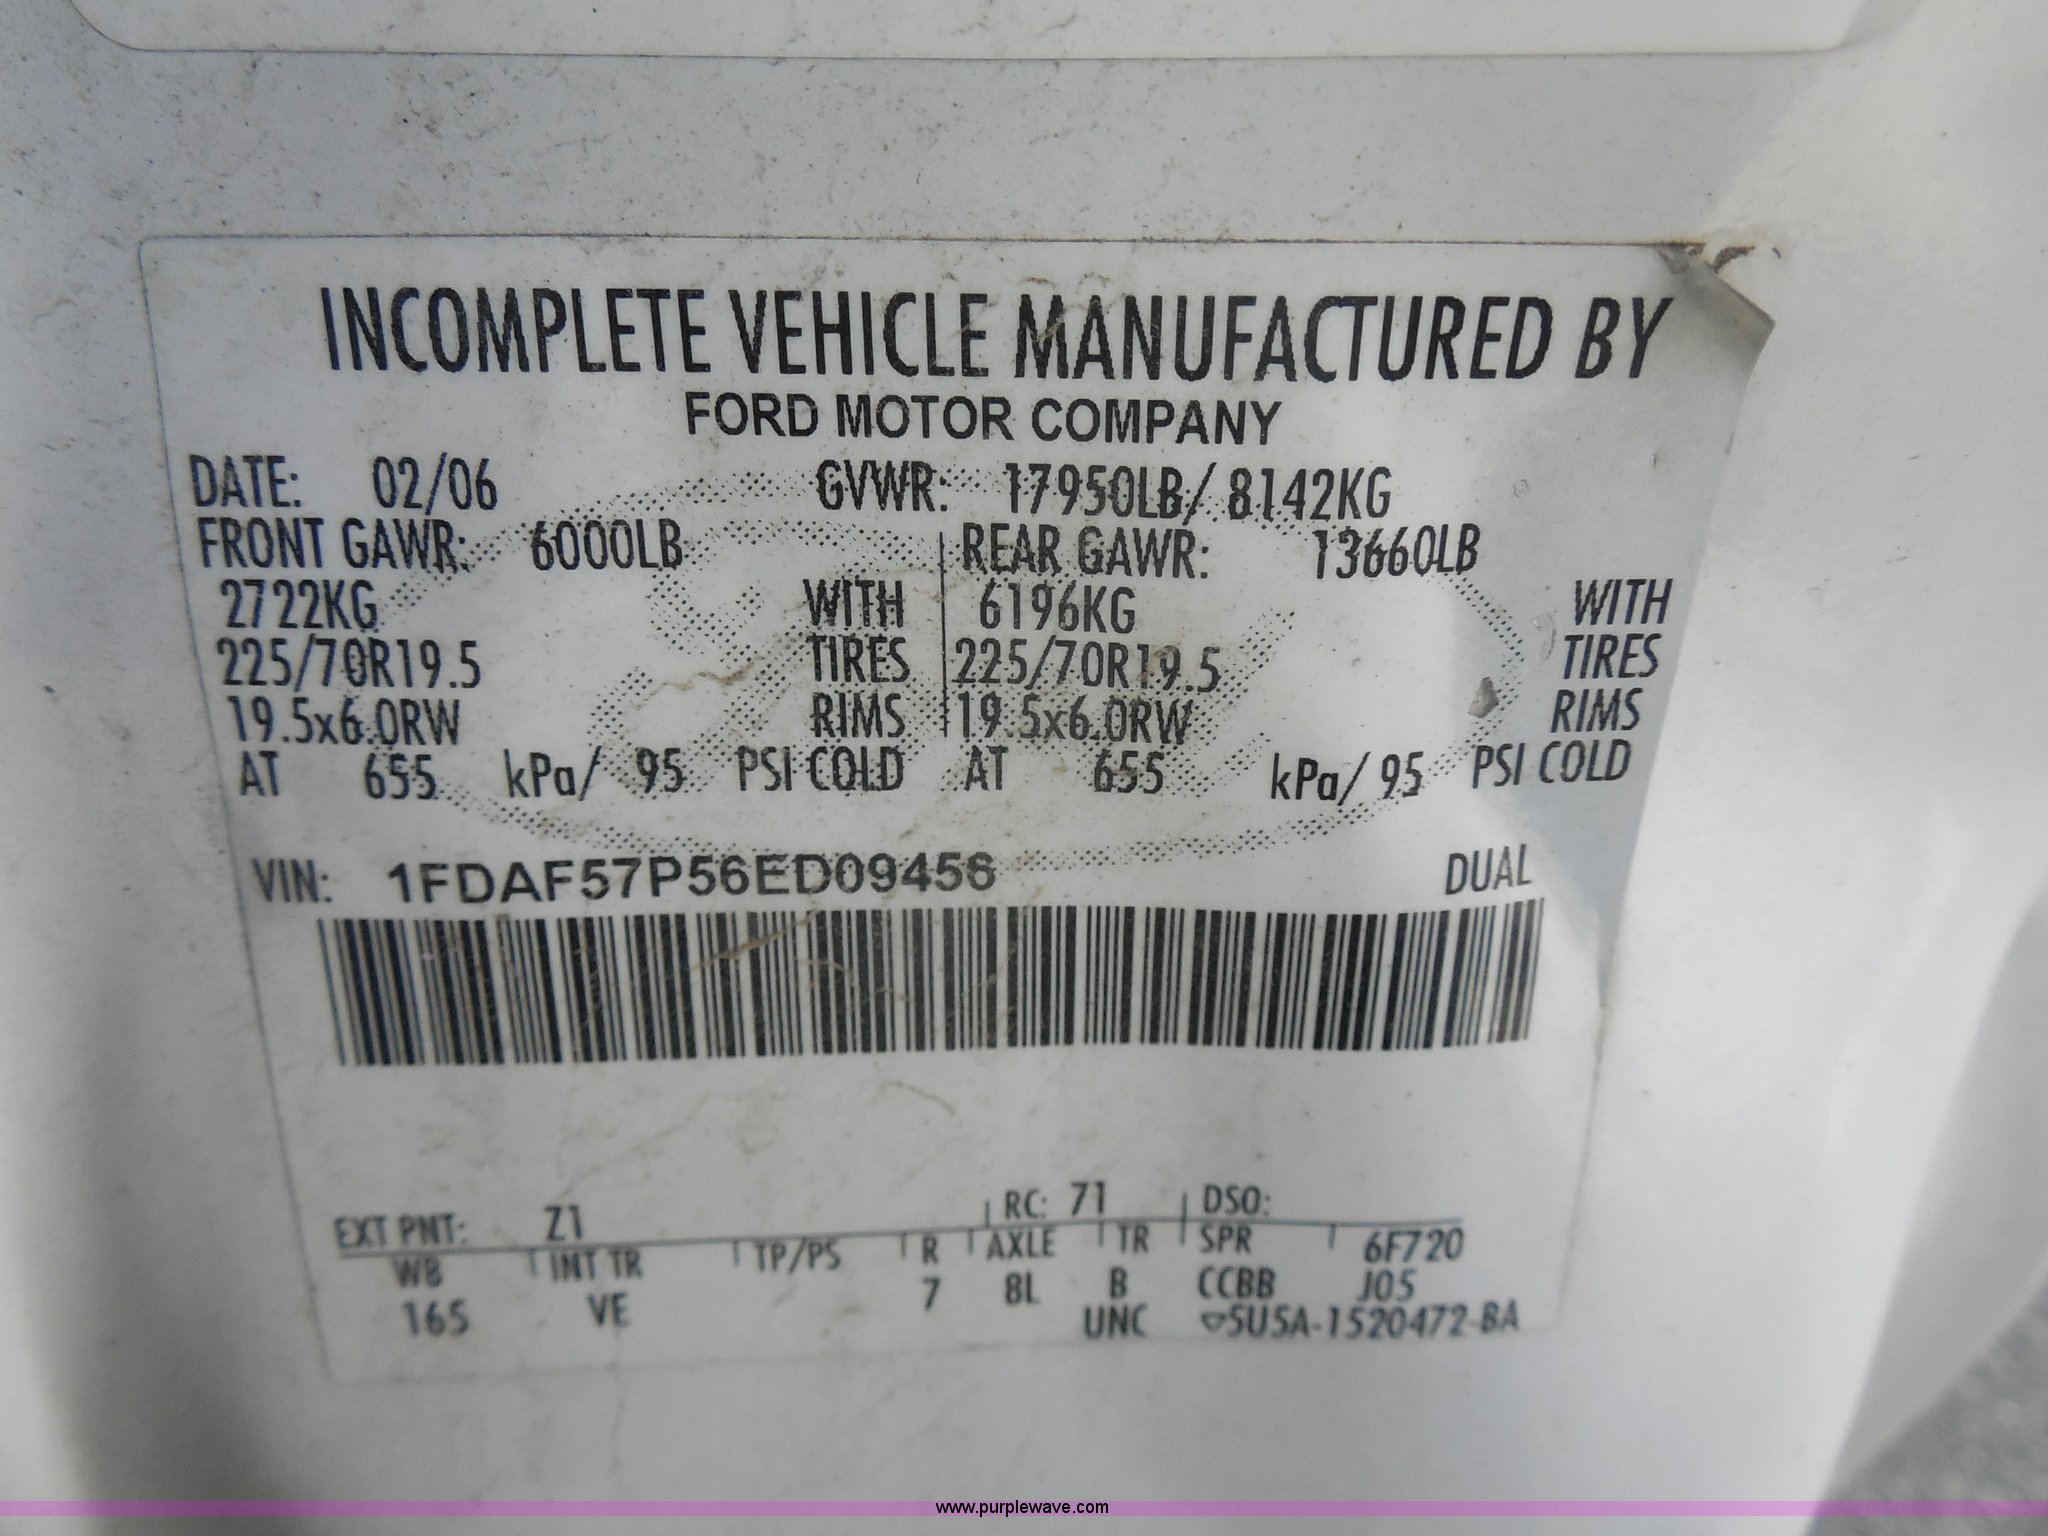 INCOMPLETE VEHICLE MANUFACTURED BY
FORD MOTOR COMPANY
DATE: 02/06 GVWR: 17950LB/ 8142KG
FRONT GAWR: 6000LB REAR GAWR: 13660LB
2722KG WITH 6196KG WITH
225/70R19.5 TIRES 225/70R19.5 TIRES
19.5x6.0RW RIMS 19.5x6.0RW RIMS
AT 655 kPa/ 95 PSI COLD AT 655 kPa/ 95 PSI COLD
VIN: 1FDAF57P56ED09456 DUAL
EXT PNT: Z1 RC: 71 DSO:
WB INT TR TP/PS R AXLE TR SPR 6F720
165 VE 7 8L B CCBB J05
UNC 5U5A-1520472-BA
www.purplewave.com